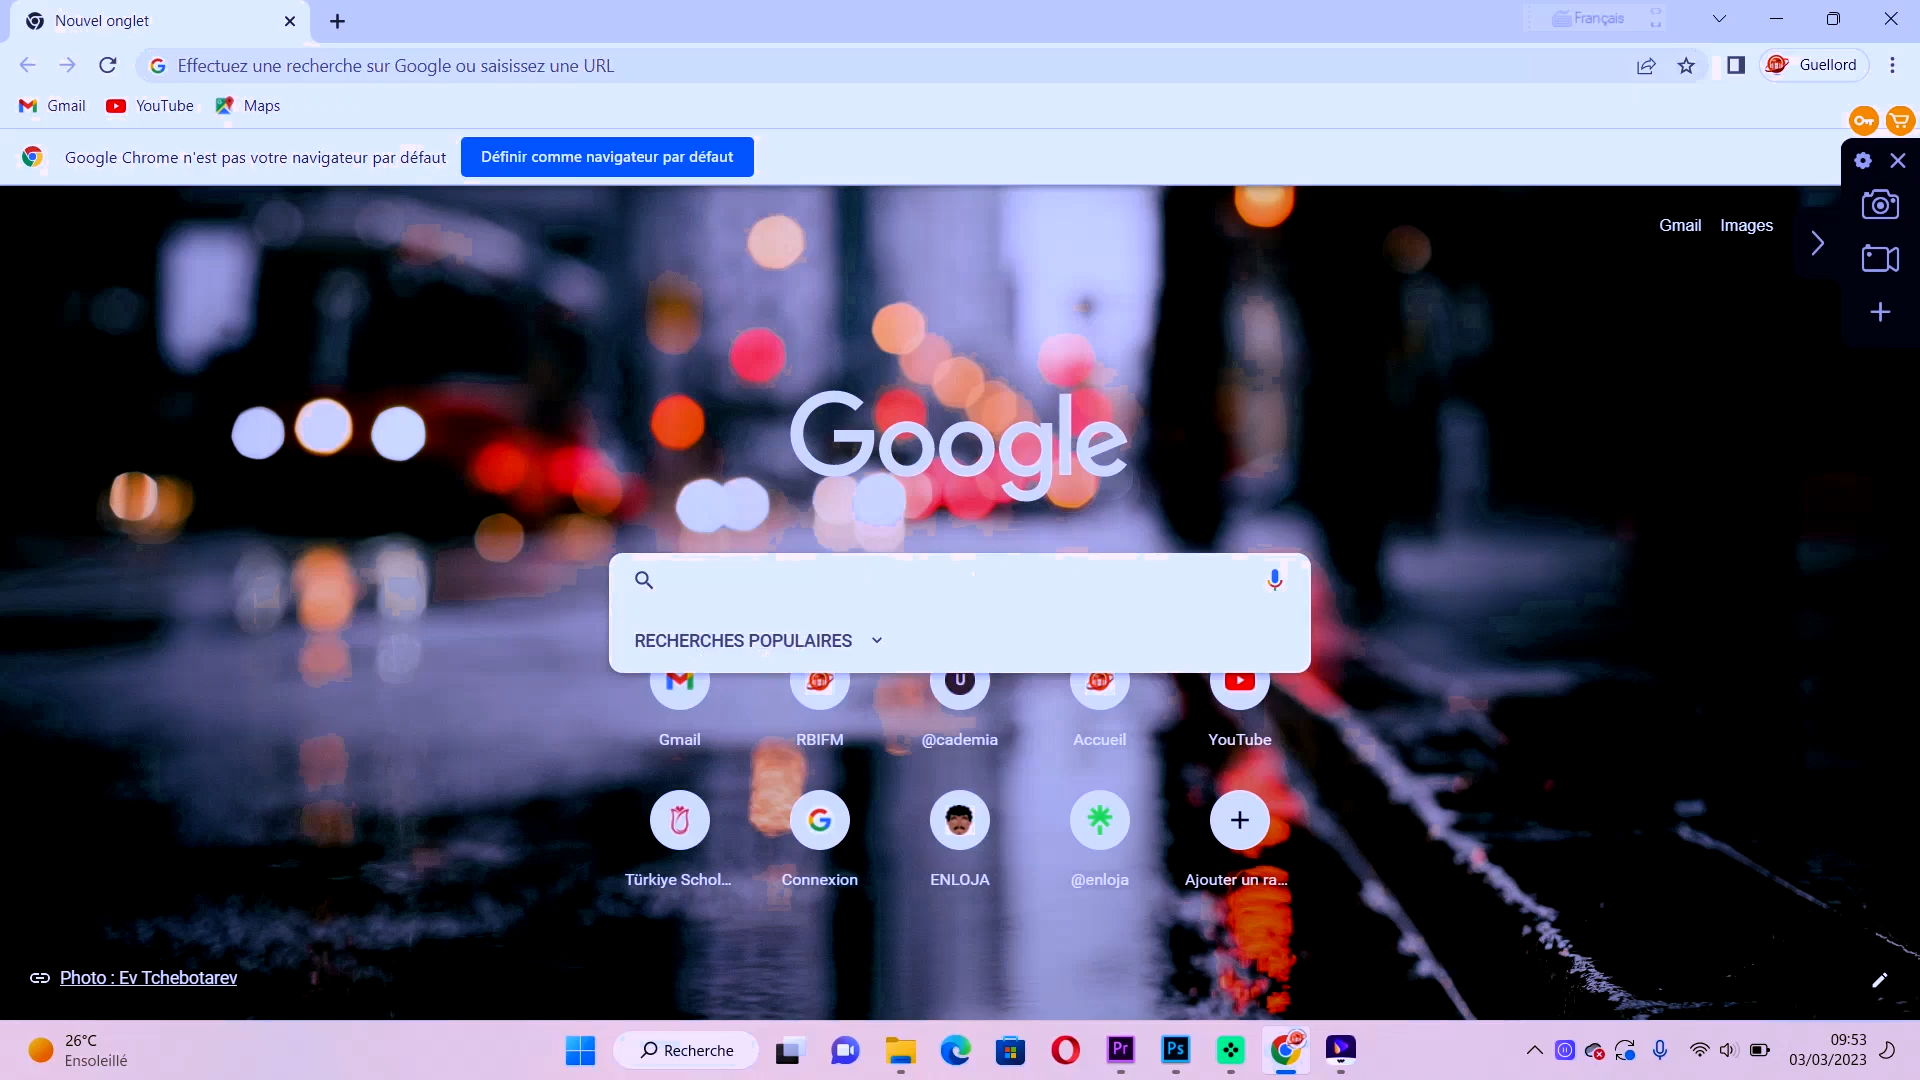 Nouvel onglet
Français
Effectuez une recherche sur Google ou saisissez une URL
Guellord
Gmail YouTube Maps
Google Chrome n'est pas votre navigateur par défaut Définir comme navigateur par défaut
Gmail Images
Google
RECHERCHES POPULAIRES
U
Gmail RBIFM @cademia Accueil YouTube
Türkiye Schol... Connexion ENLOJA @enloja Ajouter un ra...
Photo : Ev Tchebotarev
26°C
Ensoleillé
Recherche
Pr Ps
09:53
03/03/2023